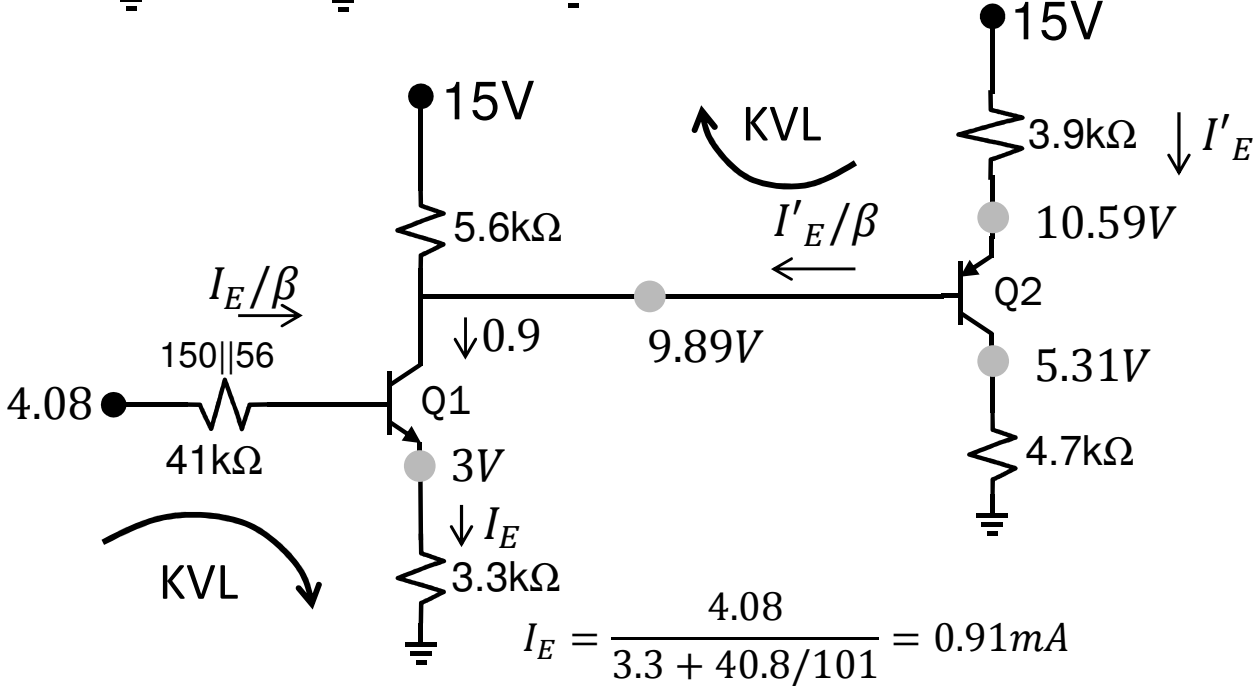 15V
15V
KVL
3.9kΩ
I'_E
5.6kΩ
I'_E/β
10.59V
I_E/β
Q2
0.9
9.89V
150||56
5.31V
4.08
Q1
41kΩ
3V
4.7kΩ
I_E
KVL
3.3kΩ
I_E = 4.08 / (3.3 + 40.8/101) = 0.91mA